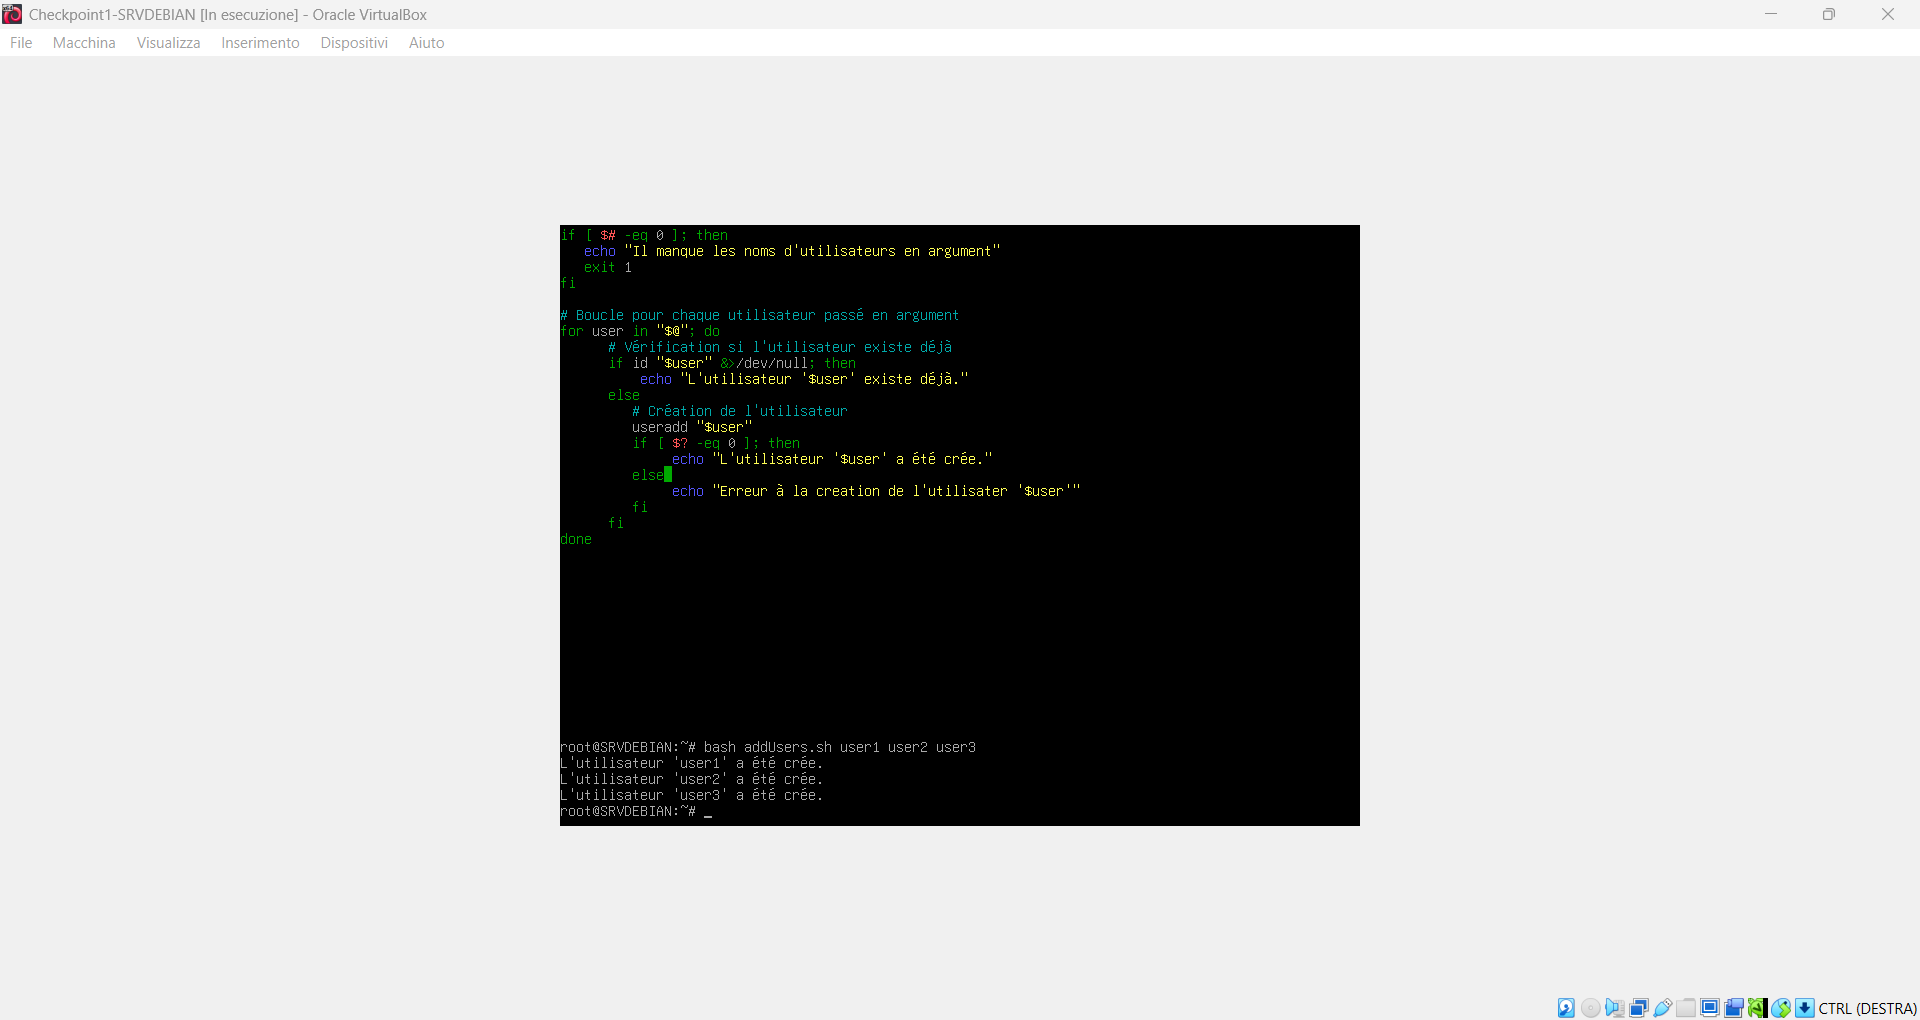 Checkpoint1-SRVDEBIAN [In esecuzione] - Oracle VirtualBox
File Macchina Visualizza Inserimento Dispositivi Aiuto
if [ $# -eq 0 ]; then
echo "Il manque les noms d'utilisateurs en argument"
exit 1
fi
# Boucle pour chaque utilisateur passé en argument
for user in "$@"; do
# Vérification si l'utilisateur existe déjà
if id "$user" &>/dev/null; then
echo "L'utilisateur '$user' existe déjà."
else
# Création de l'utilisateur
useradd "$user"
if [ $? -eq 0 ]; then
echo "L'utilisateur '$user' a été crée."
else
echo "Erreur à la creation de l'utilisater '$user'"
fi
fi
done
root@SRVDEBIAN:~# bash addUsers.sh user1 user2 user3
L'utilisateur 'user1' a été crée.
L'utilisateur 'user2' a été crée.
L'utilisateur 'user3' a été crée.
root@SRVDEBIAN:~# _
CTRL (DESTRA)